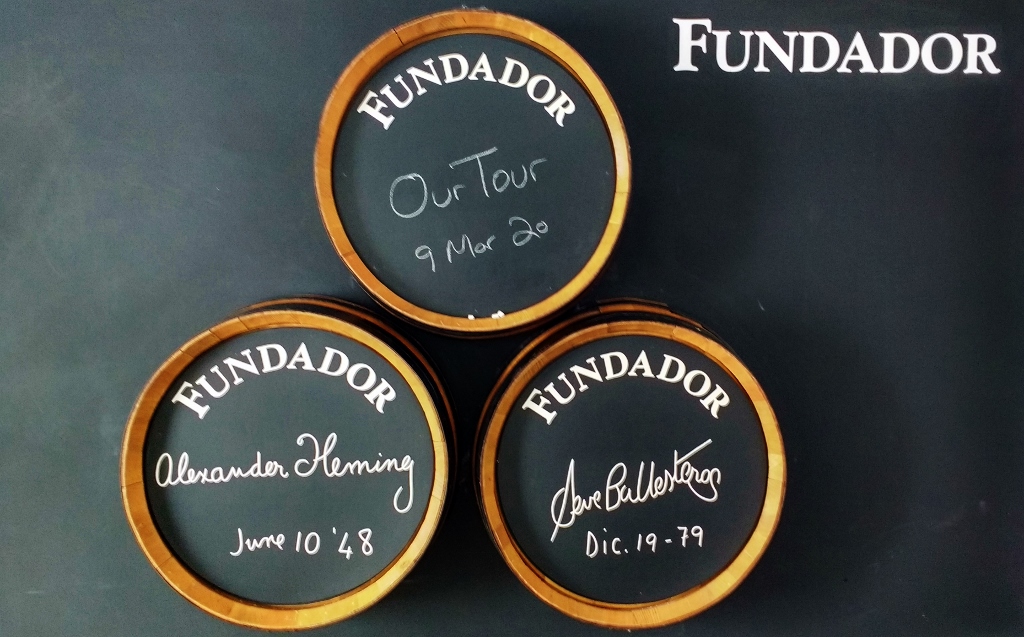 FUNDADOR
FUNDADOR
Our Tour
9 Mar 20
FUNDADOR
Alexander Fleming
June 10 '48
FUNDADOR
Seve Ballesteros
Dic. 19-79